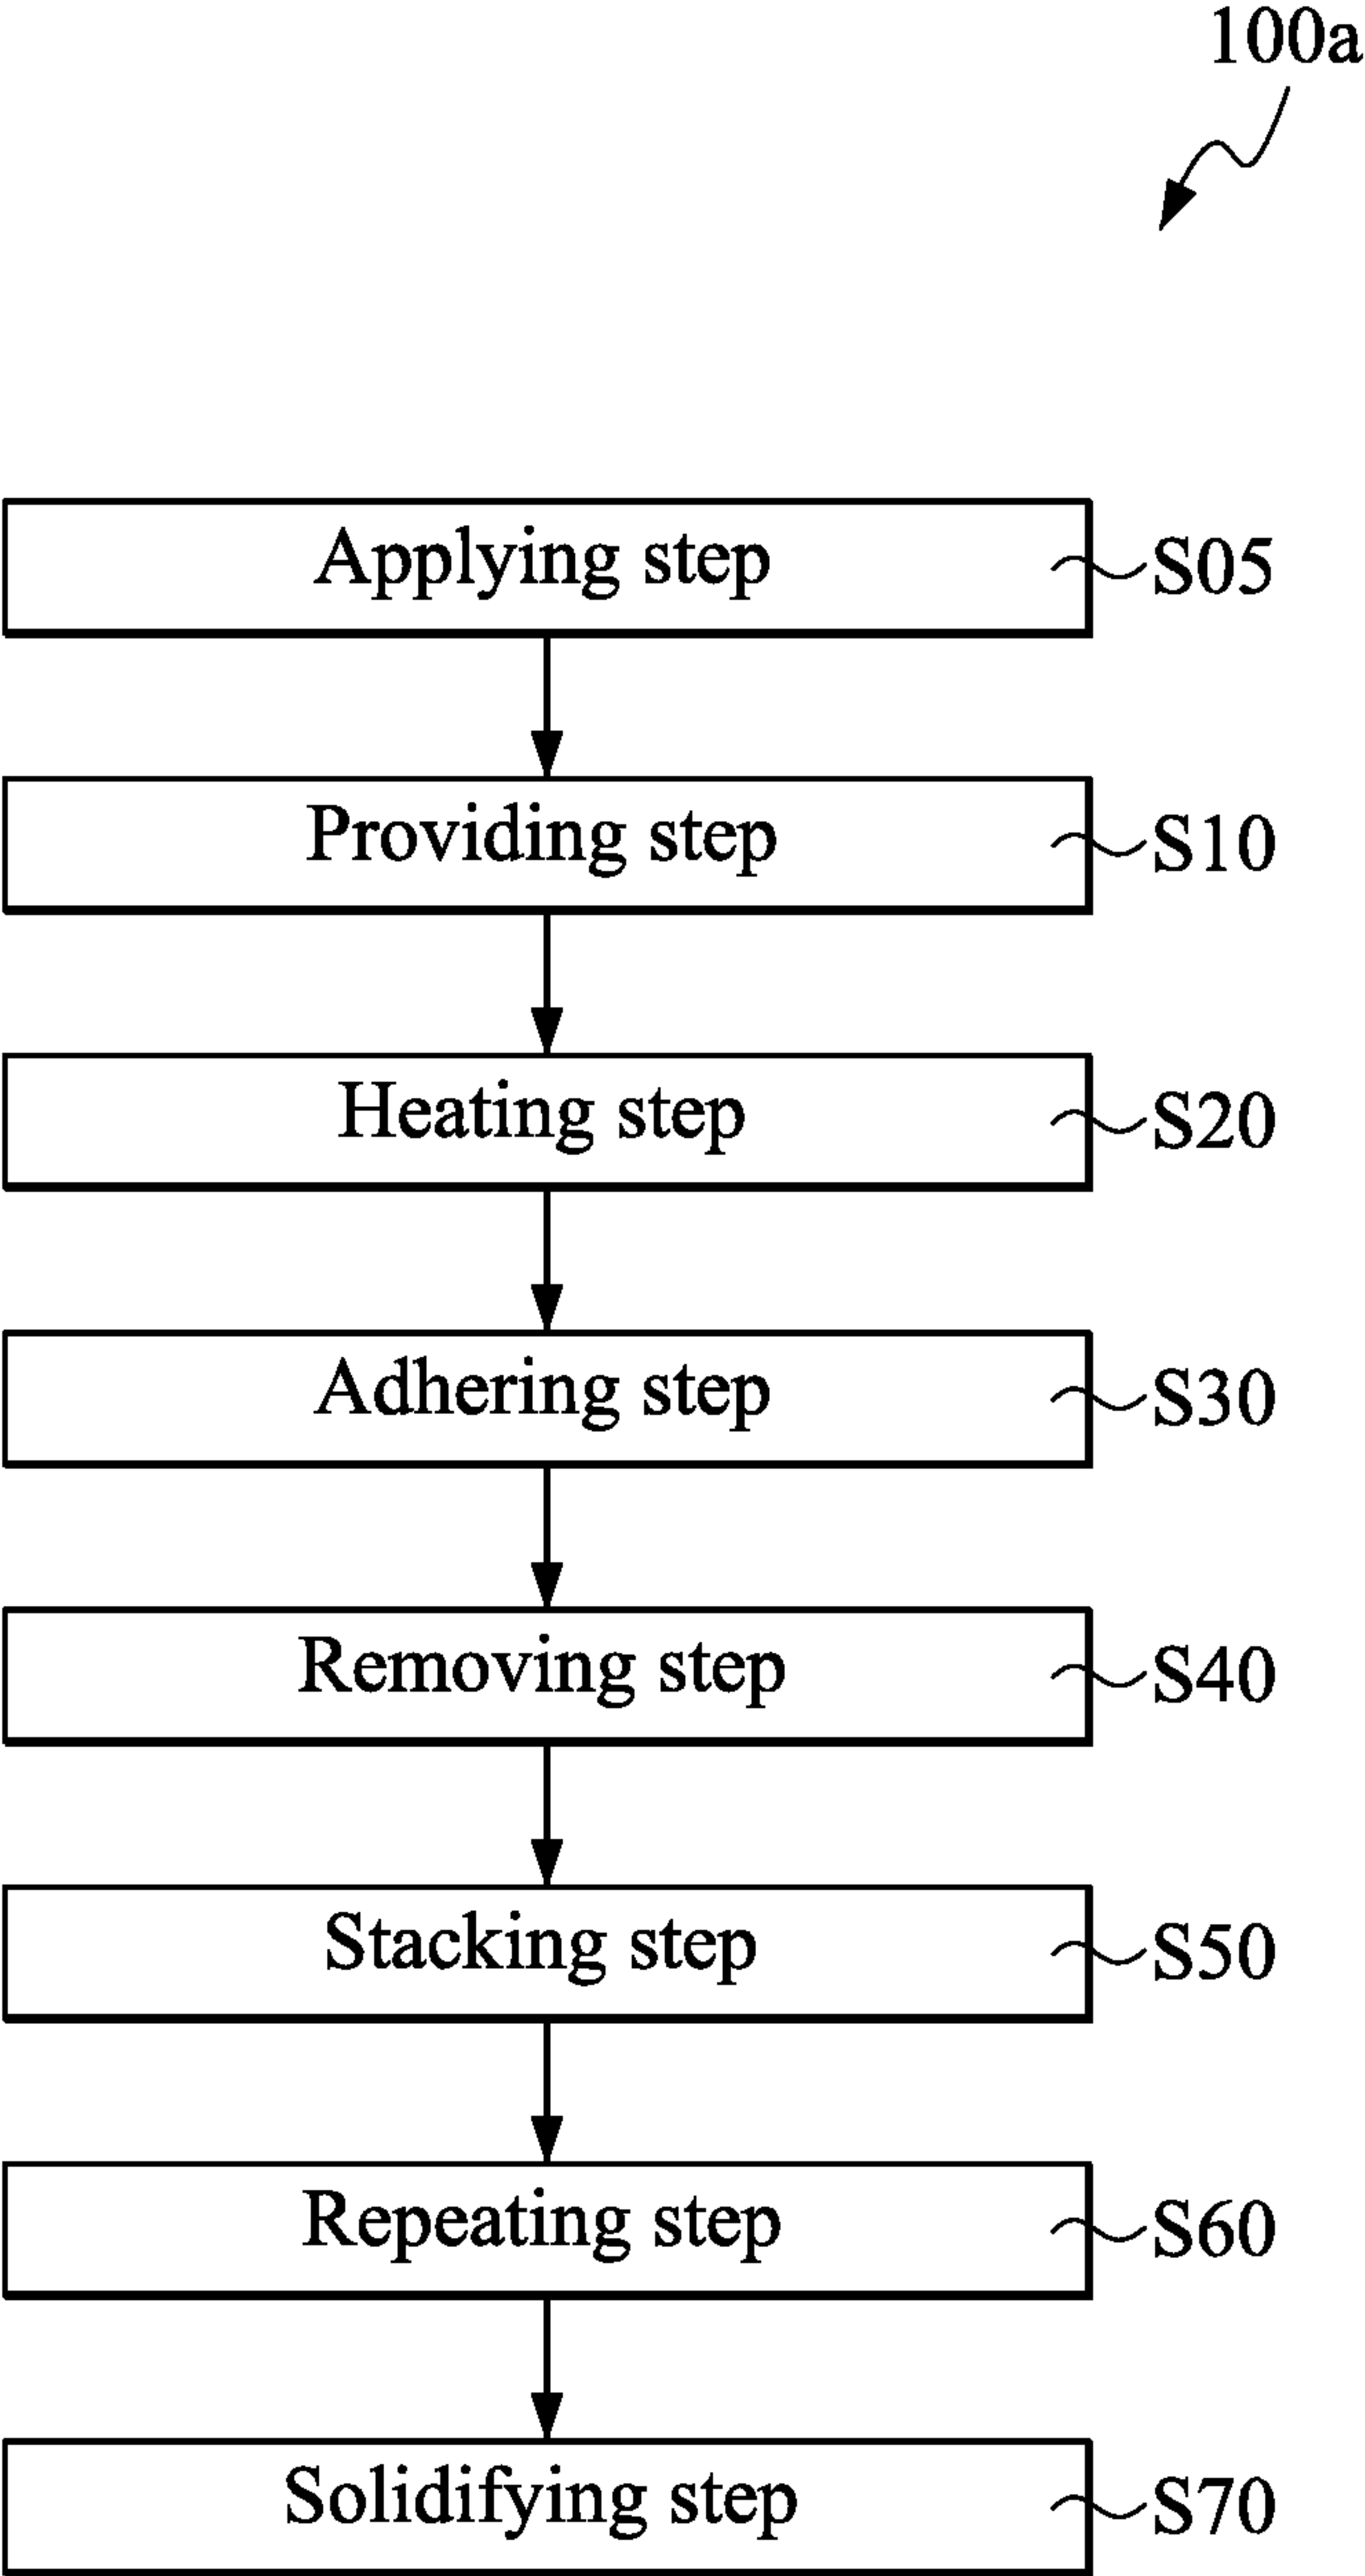 100a
Applying step S05
Providing step S10
Heating step S20
Adhering step S30
Removing step S40
Stacking step S50
Repeating step S60
Solidifying step S70